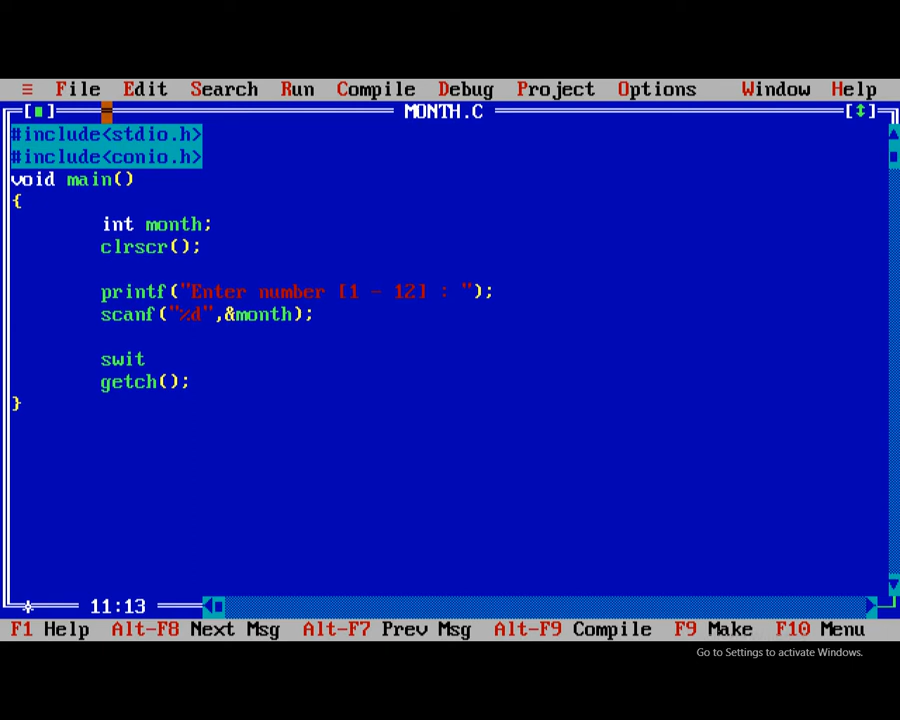 ≡ File Edit Search Run Compile Debug Project Options Window Help
[■] MONTH.C [↕]
#include<stdio.h>
#include<conio.h>
void main()
{
int month;
clrscr();
printf("Enter number [1 - 12] : ");
scanf("%d",&month);
swit
getch();
}
11:13
F1 Help Alt-F8 Next Msg Alt-F7 Prev Msg Alt-F9 Compile F9 Make F10 Menu
Go to Settings to activate Windows.